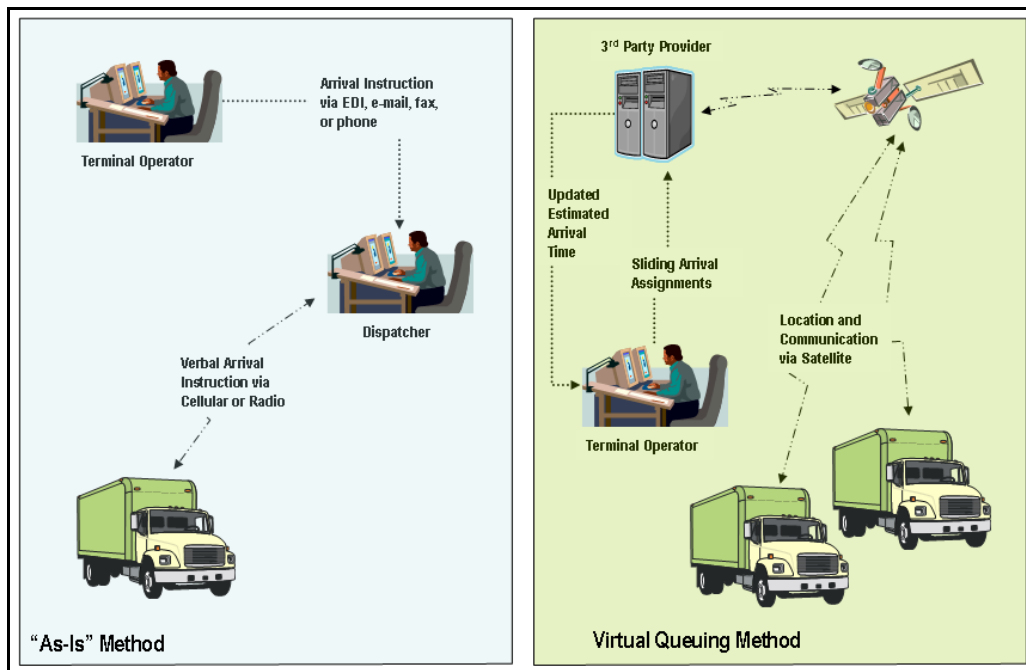 Arrival Instruction
via EDI, e-mail, fax,
or phone
Terminal Operator
Dispatcher
Verbal Arrival
Instruction via
Cellular or Radio
“As-Is” Method
3rd Party Provider
Updated
Estimated
Arrival
Time
Sliding Arrival
Assignments
Location and
Communication
via Satellite
Terminal Operator
Virtual Queuing Method